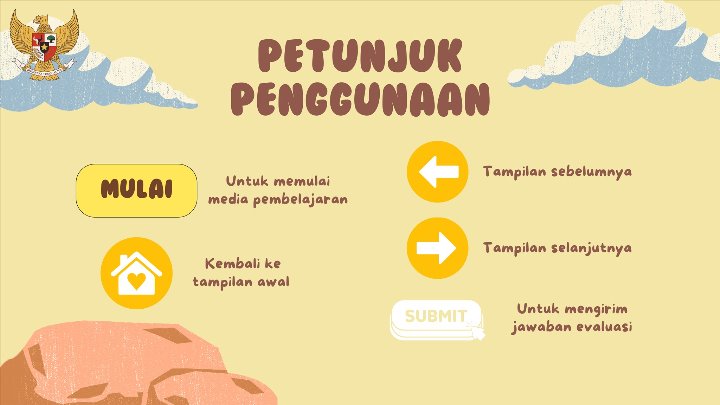 PETUNJUK
PENGGUNAAN
MULAI
Untuk memulai
media pembelajaran
Kembali ke
tampilan awal
Tampilan sebelumnya
Tampilan selanjutnya
SUBMIT
Untuk mengirim
jawaban evaluasi